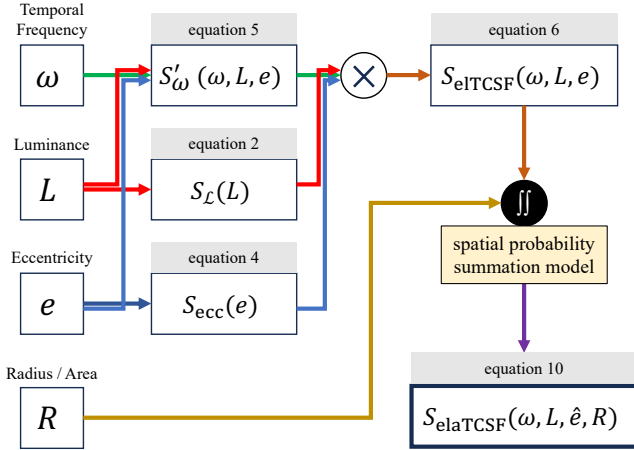 Temporal
Frequency
ω
equation 5
S′ω (ω, L, e)
equation 6
SelTCSF(ω, L, e)
Luminance
L
equation 2
Sℒ(L)
∬
spatial probability
summation model
Eccentricity
e
equation 4
Secc(e)
Radius / Area
R
equation 10
SelaTCSF(ω, L, ê, R)